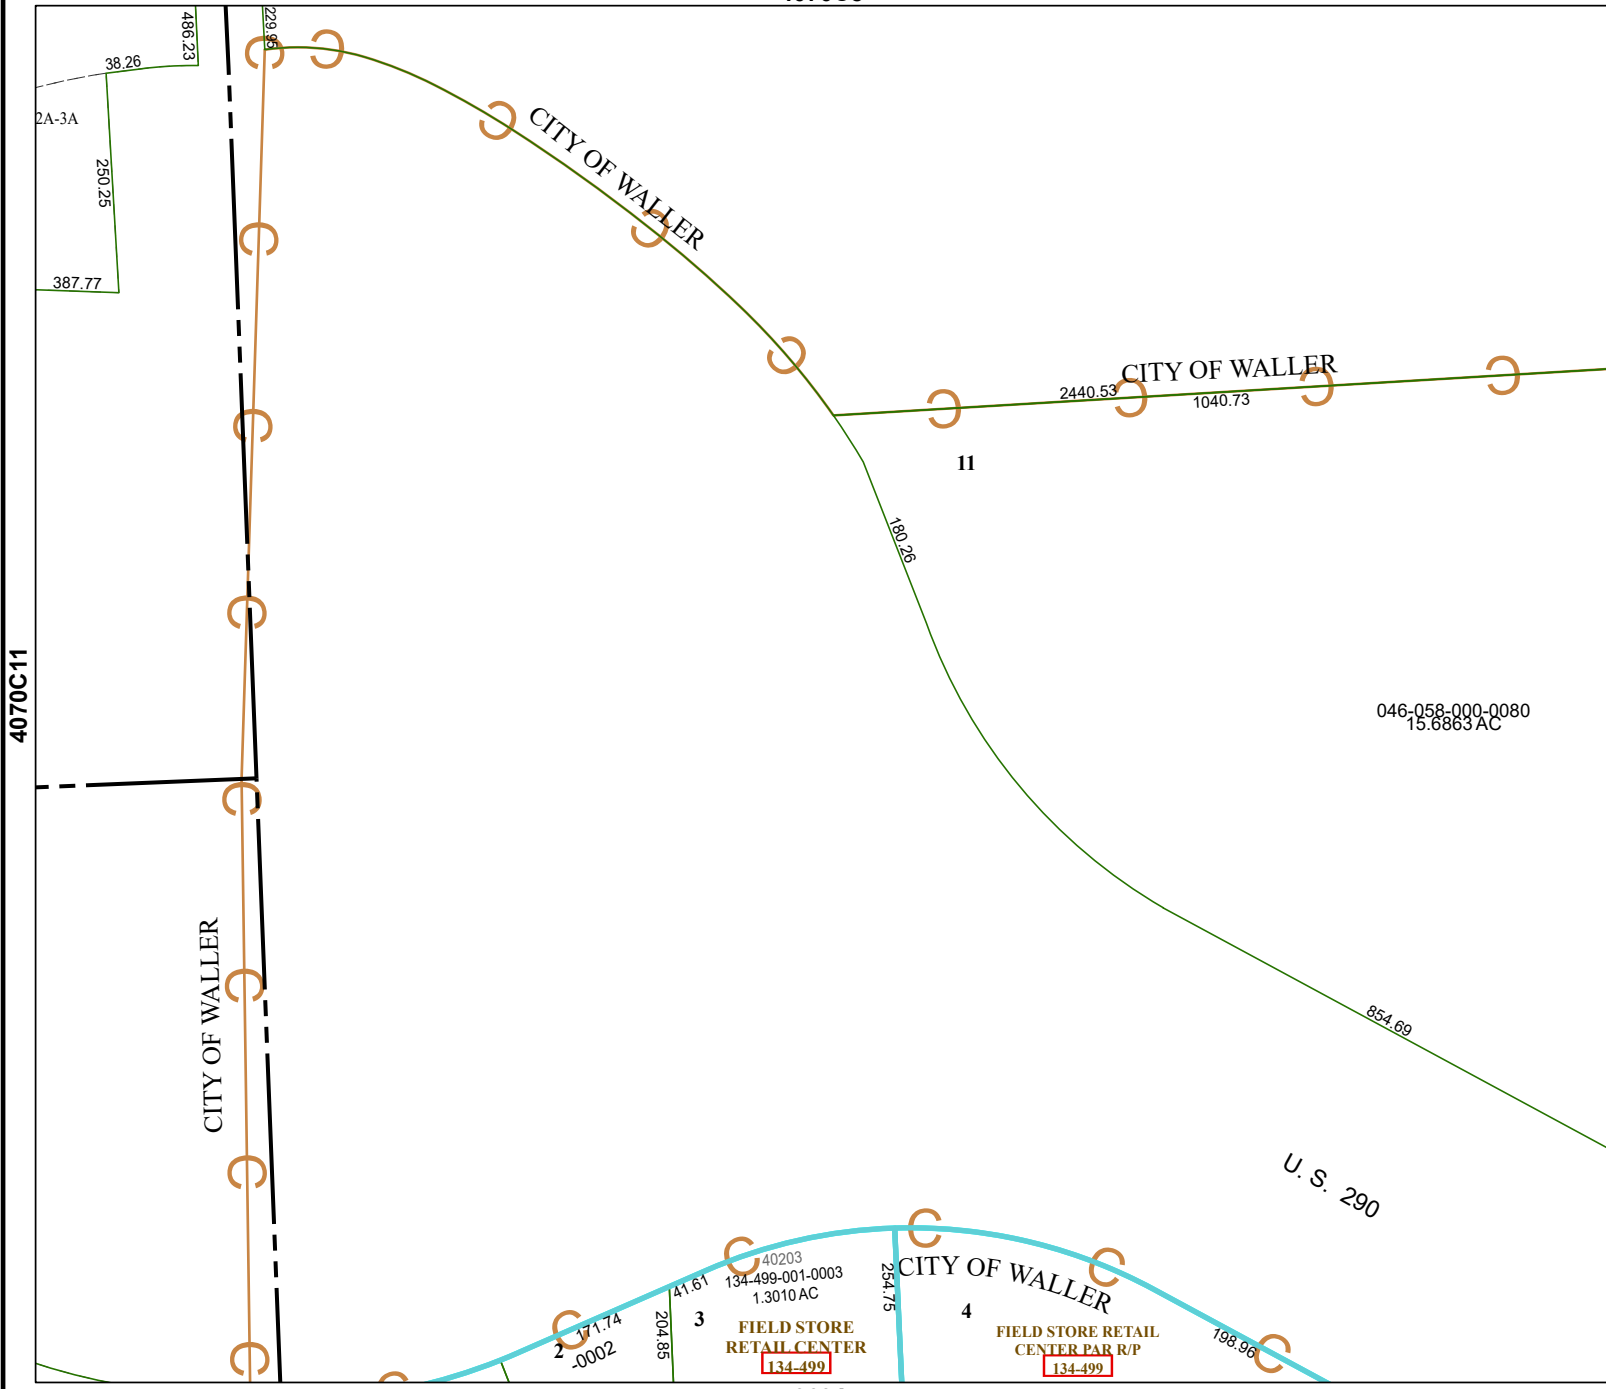 486.23
229.95
38.26
2A-3A
250.25
387.77
CITY OF WALLER
CITY OF WALLER
2440.53
1040.73
11
180.26
4070C11
046-058-000-0080
15.6863 AC
CITY OF WALLER
854.69
U. S. 290
40203
134-499-001-0003
1.3010 AC
41.61
171.74
2
-0002
204.85
3
FIELD STORE
RETAIL CENTER
134-499
254.75
CITY OF WALLER
4
FIELD STORE RETAIL
CENTER PAR R/P
134-499
198.96